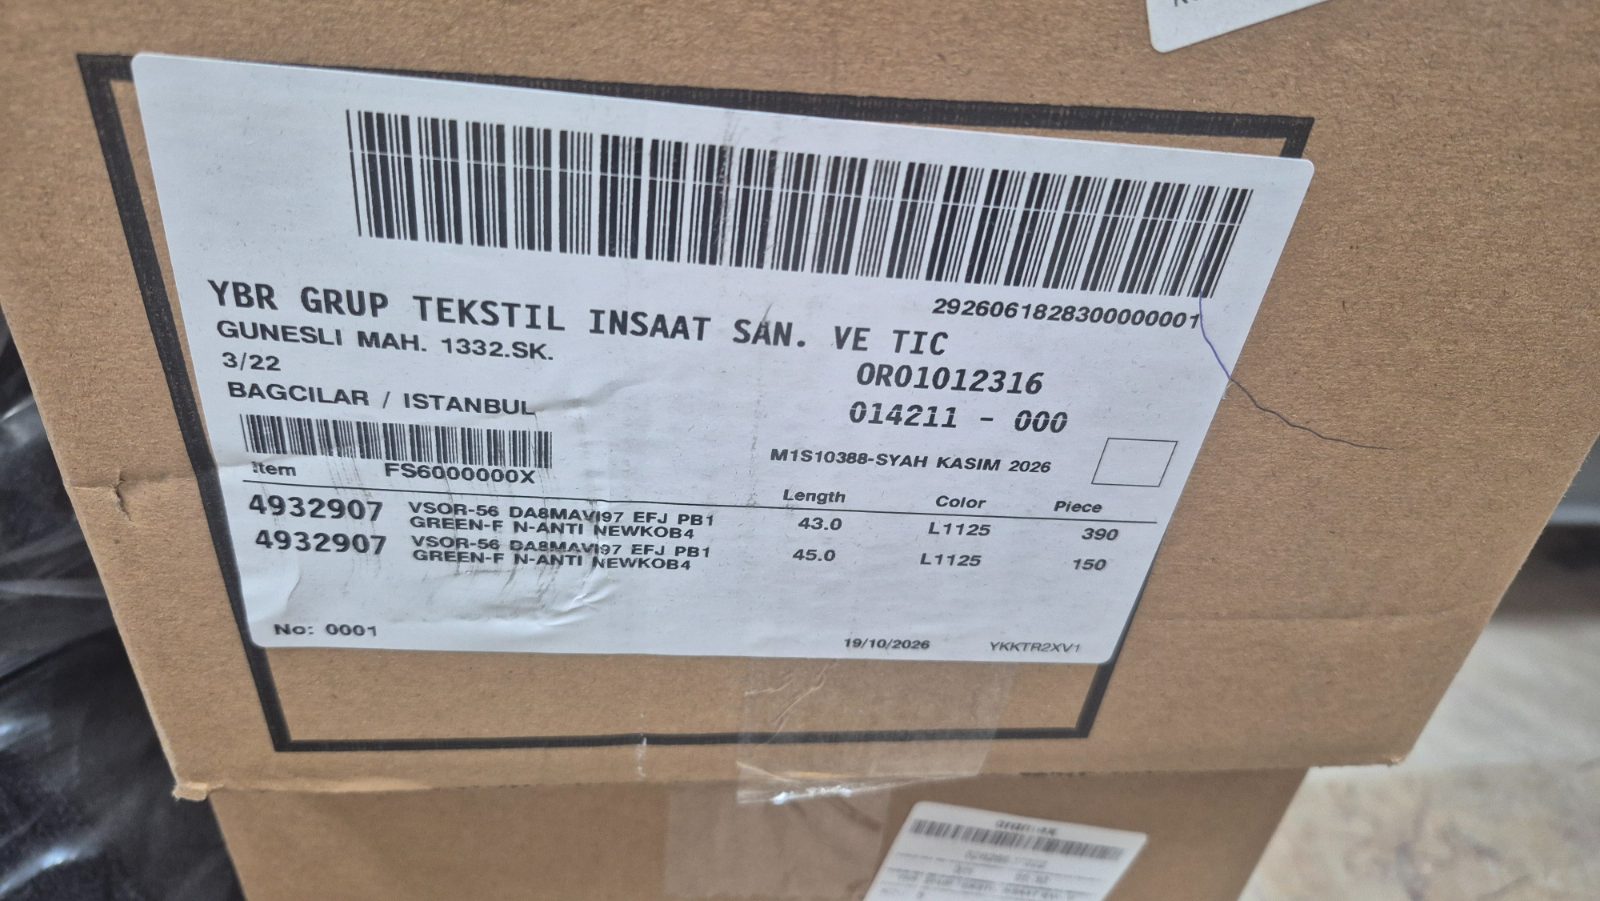 2926061828300000001
YBR GRUP TEKSTIL INSAAT SAN. VE TIC
GUNESLI MAH. 1332.SK.
3/22
BAGCILAR / ISTANBUL
OR01012316
014211 - 000
M1S10388-SYAH KASIM 2026
Item FS6000000X
Length Color Piece
4932907 VSOR-56 DA8MAVI97 EFJ PB1 43.0 L1125 390
GREEN-F N-ANTI NEWKOB4
4932907 VSOR-56 DA8MAVI97 EFJ PB1 45.0 L1125 150
GREEN-F N-ANTI NEWKOB4
No: 0001 19/10/2026 YKKTR2XV1